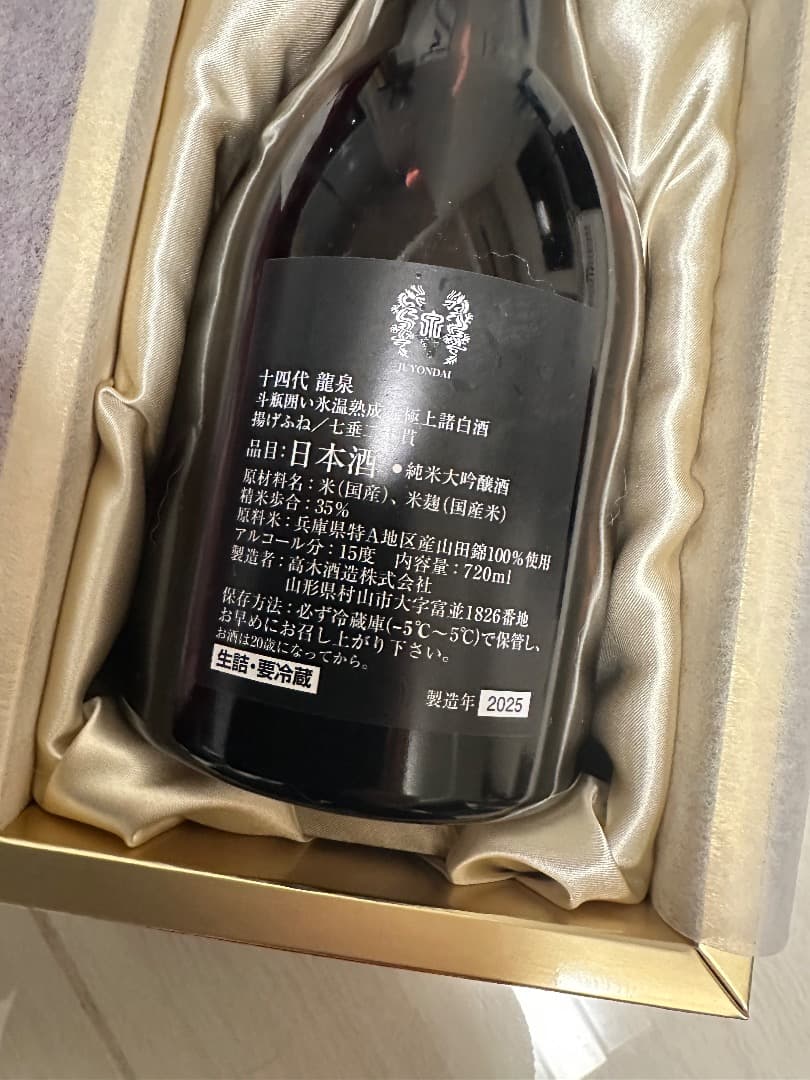 JUYONDAI
十四代 龍泉
斗瓶囲い氷温熟成 極上諸白酒
揚げふね／七垂二 貫
品目：日本酒 ●純米大吟醸酒
原材料名：米（国産）、米麹（国産米）
精米歩合：35%
原料米：兵庫県特A地区産山田錦100%使用
アルコール分：15度 内容量：720ml
製造者：高木酒造株式会社
山形県村山市大字富並1826番地
保存方法：必ず冷蔵庫(−5℃〜5℃)で保管し、
お早めにお召し上がり下さい。
お酒は20歳になってから。
生詰・要冷蔵
製造年 2025